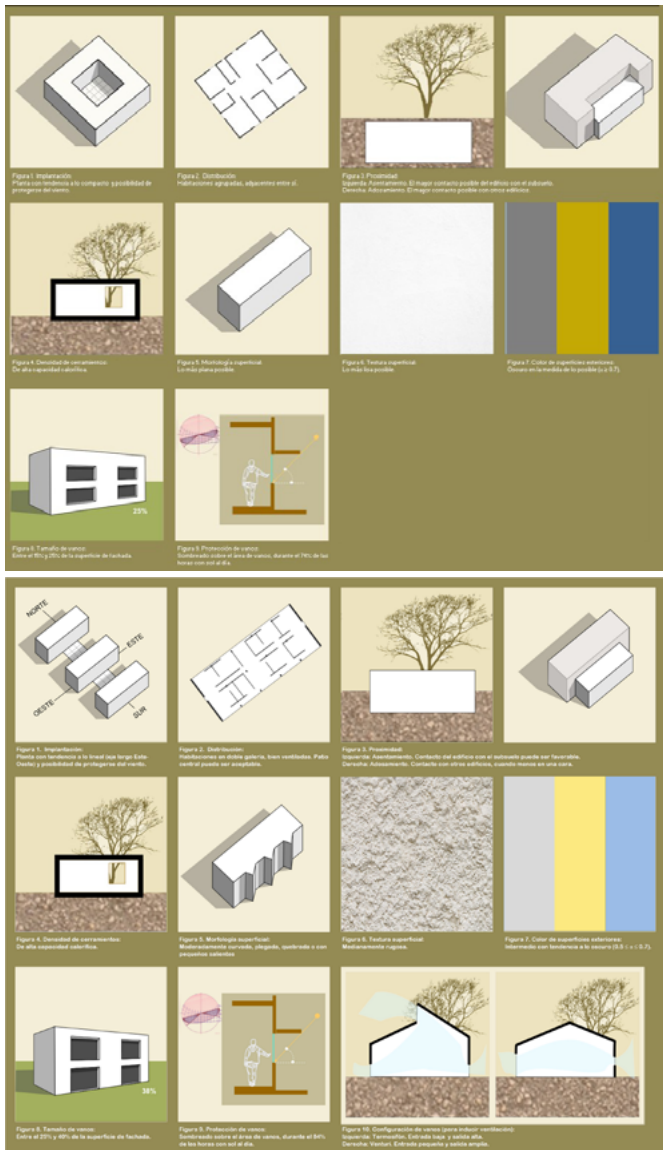 Figura 1. Implantación:
Planta con tendencia a lo compacto y posibilidad de
protegerse del viento.
Figura 2. Distribución:
Habitaciones agrupadas, adyacentes entre sí.
Figura 3. Proximidad:
Izquierda: Asentamiento. El mayor contacto posible del edificio con el subsuelo.
Derecha: Adosamiento. El mayor contacto posible con otros edificios.
Figura 4. Densidad de cerramientos:
De alta capacidad calorífica.
Figura 5. Morfología superficial:
Lo más plana posible.
Figura 6. Textura superficial:
Lo más lisa posible.
Figura 7. Color de superficies exteriores:
Oscuro en la medida de lo posible (α ≥ 0.7).
25%
Figura 8. Tamaño de vanos:
Entre el 15% y 25% de la superficie de fachada.
Figura 9. Protección de vanos:
Sombreado sobre el área de vanos, durante el 74% de las
horas con sol al día.
NORTE
ESTE
OESTE
SUR
Figura 1. Implantación:
Planta con tendencia a lo lineal (eje largo Este-
Oeste) y posibilidad de protegerse del viento.
Figura 2. Distribución:
Habitaciones en doble galería, bien ventiladas. Patio
central puede ser aceptable.
Figura 3. Proximidad:
Izquierda: Asentamiento. Contacto del edificio con el subsuelo puede ser favorable.
Derecha: Adosamiento. Contacto con otros edificios, cuando menos en una cara.
Figura 4. Densidad de cerramientos:
De alta capacidad calorífica.
Figura 5. Morfología superficial:
Moderadamente curvada, plegada, quebrada o con
pequeños salientes
Figura 6. Textura superficial:
Medianamente rugosa.
Figura 7. Color de superficies exteriores:
Intermedio con tendencia a lo oscuro (0.5 ≤ α ≤ 0.7).
38%
Figura 8. Tamaño de vanos:
Entre el 25% y 40% de la superficie de fachada.
Figura 9. Protección de vanos:
Sombreado sobre el área de vanos, durante el 84%
de las horas con sol al día.
Figura 10. Configuración de vanos (para inducir ventilación):
Izquierda: Termosifón. Entrada baja y salida alta.
Derecha: Venturi. Entrada pequeña y salida amplia.